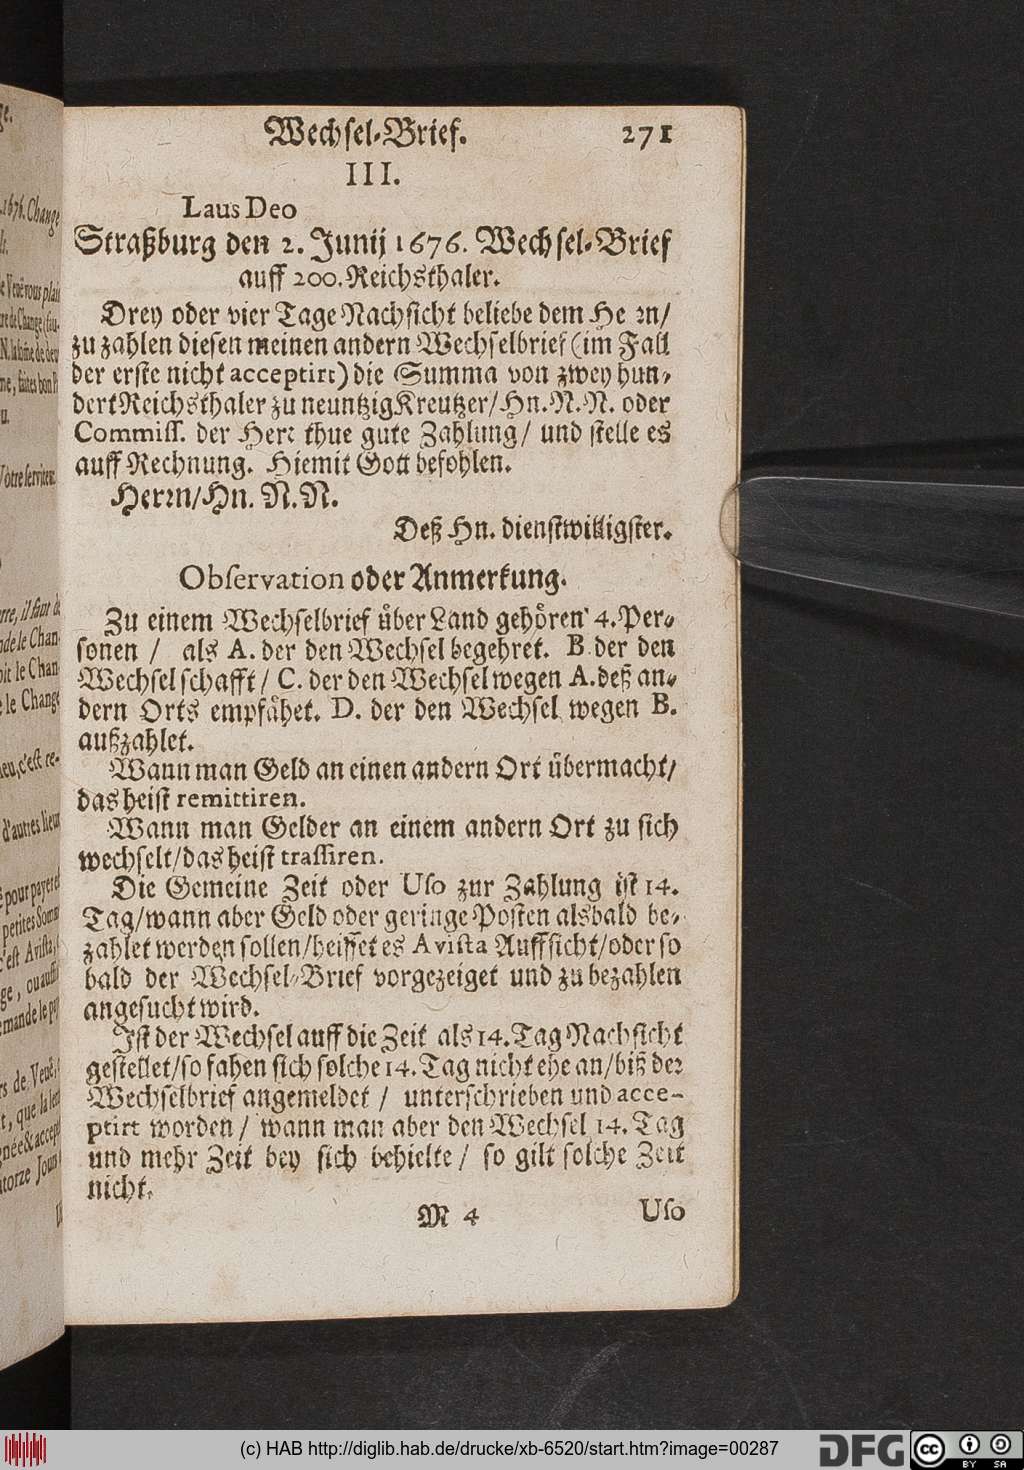 Wechsel-Brief. 271
III.
Laus Deo
Straßburg den 2. Junij 1676. Wechsel-Brief
auff 200. Reichsthaler.
Drey oder vier Tage Nachsicht beliebe dem Herrn/
zu zahlen diesen meinen andern Wechselbrief (im Fall
der erste nicht acceptirt) die Summa von zwey hun-
dert Reichsthaler zu neuntzig Kreutzer/ Hn. N. N. oder
Commiss. der Herr thue gute Zahlung/ und stelle es
auff Rechnung. Hiemit Gott befohlen.
Herrn/ Hn. N. N.
Deß Hn. dienstwilligster.
Observation oder Anmerkung.
Zu einem Wechselbrief über Land gehören 4. Per-
sonen / als A. der den Wechsel begehret. B der den
Wechsel schafft/ C. der den Wechsel wegen A. deß an-
dern Orts empfähet. D. der den Wechsel wegen B.
außzahlet.
Wann man Geld an einen andern Ort übermacht/
das heist remittiren.
Wann man Gelder an einem andern Ort zu sich
wechselt/ das heist trassiren.
Die Gemeine Zeit oder Uso zur Zahlung ist 14.
Tag/ wann aber Geld oder geringe Posten alsbald be-
zahlet werden sollen/ heisset es A vista Auffsicht/ oder so
bald der Wechsel-Brief vorgezeiget und zu bezahlen
angesucht wird.
Ist der Wechsel auff die Zeit als 14. Tag Nachsicht
gestellet/ so fahen sich solche 14. Tag nicht ehe an/ biß der
Wechselbrief angemeldet / unterschrieben und acce-
ptirt worden / wann man aber den Wechsel 14. Tag
und mehr Zeit bey sich behielte / so gilt solche Zeit
nicht.
M 4 Uso
(c) HAB http://diglib.hab.de/drucke/xb-6520/start.htm?image=00287
DFG
cc BY SA